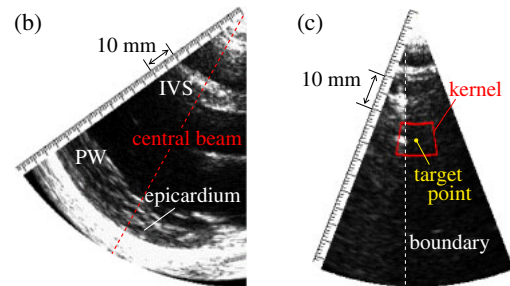 (b)
10 mm
IVS
central beam
PW
epicardium
(c)
10 mm
kernel
target
point
boundary